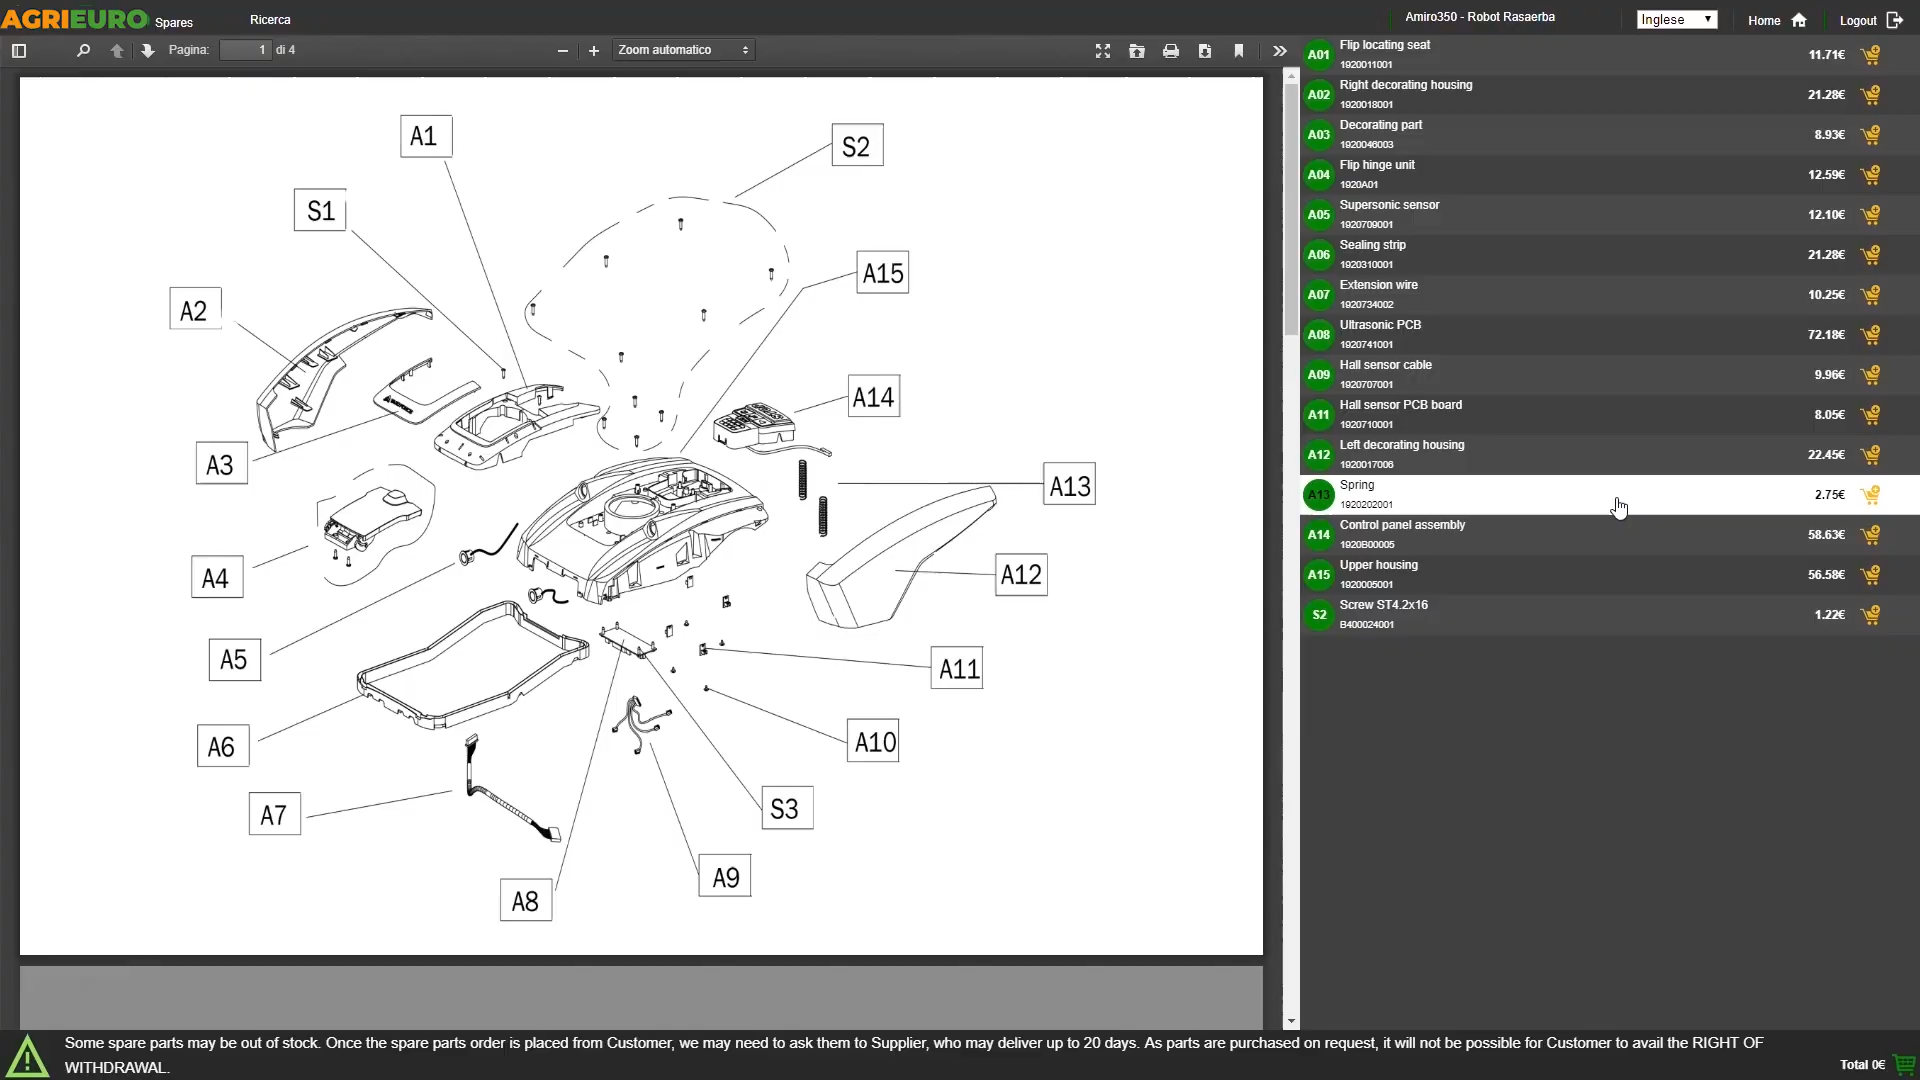 AGRIEURO Spares
Ricerca
Amiro350 - Robot Rasaerba
Inglese
Home
Logout
Pagina: 1 di 4
Zoom automatico
A1
S2
S1
A15
A2
A14
A3
A13
A4
A12
A5
A11
A6
A10
A7
S3
A9
A8
A01 Flip locating seat 11.71€
1920011001
A02 Right decorating housing 21.28€
1920018001
A03 Decorating part 8.93€
1920046003
A04 Flip hinge unit 12.59€
1920A01
A05 Supersonic sensor 12.10€
1920709001
A06 Sealing strip 21.28€
1920310001
A07 Extension wire 10.25€
1920734002
A08 Ultrasonic PCB 72.18€
1920741001
A09 Hall sensor cable 9.96€
1920707001
A11 Hall sensor PCB board 8.05€
1920710001
A12 Left decorating housing 22.45€
1920017006
A13 Spring 2.75€
1920202001
A14 Control panel assembly 58.63€
1920B00005
A15 Upper housing 56.58€
1920005001
S2 Screw ST4.2x16 1.22€
B400024001
Some spare parts may be out of stock. Once the spare parts order is placed from Customer, we may need to ask them to Supplier, who may deliver up to 20 days. As parts are purchased on request, it will not be possible for Customer to avail the RIGHT OF
WITHDRAWAL.
Total 0€